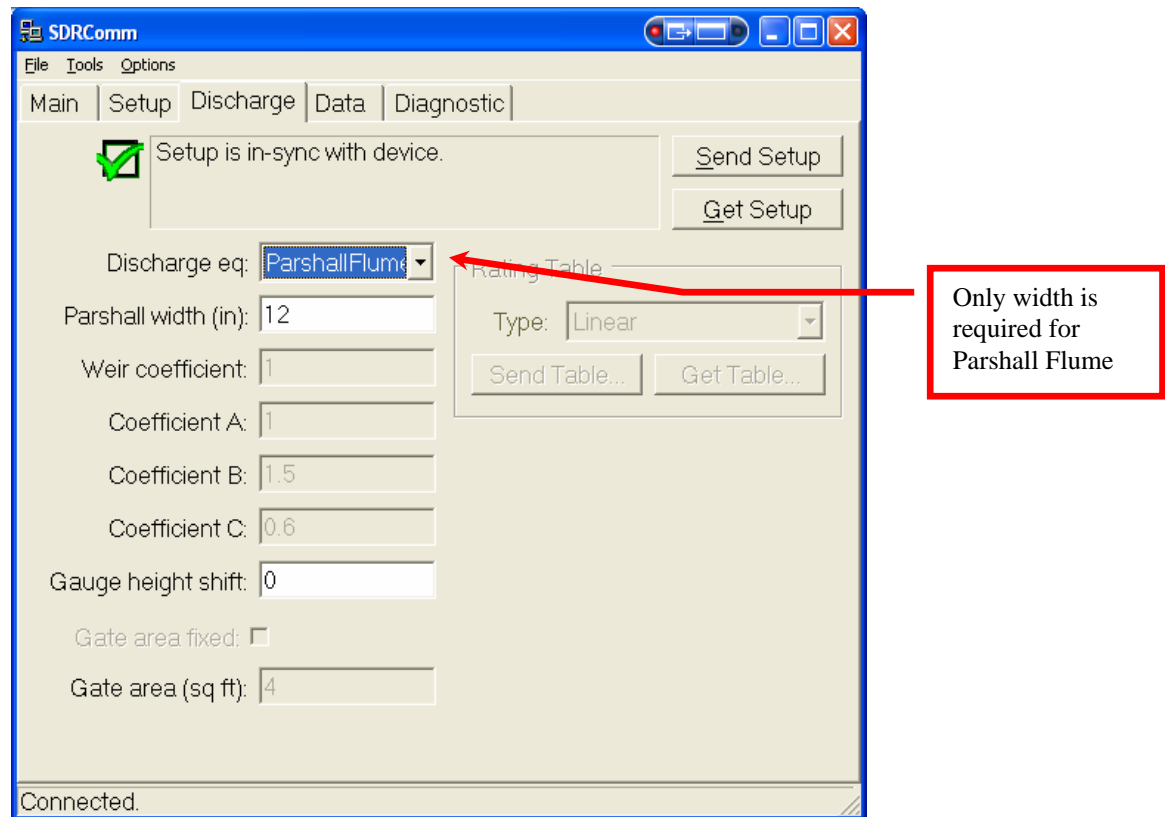 SDRComm
File Tools Options
Main Setup Discharge Data Diagnostic
Setup is in-sync with device.
Send Setup
Get Setup
Discharge eq: ParshallFlume
Parshall width (in): 12
Weir coefficient: 1
Coefficient A: 1
Coefficient B: 1.5
Coefficient C: 0.6
Gauge height shift: 0
Gate area fixed:
Gate area (sq ft): 4
Rating Table
Type: Linear
Send Table... Get Table...
Connected.
Only width is
required for
Parshall Flume